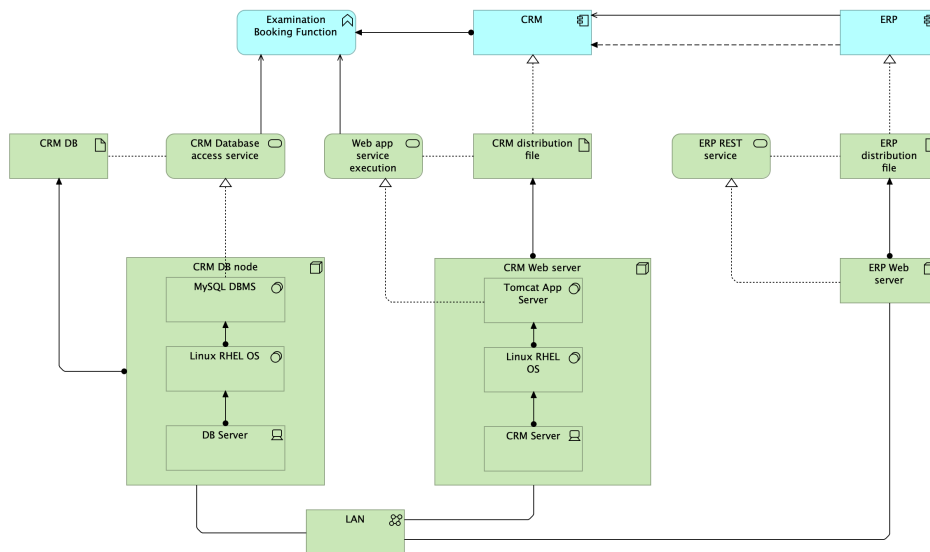 Examination
Booking Function
CRM
ERP
CRM DB
CRM Database
access service
Web app
service
execution
CRM distribution
file
ERP REST
service
ERP
distribution
file
CRM DB node
MySQL DBMS
Linux RHEL OS
DB Server
CRM Web server
Tomcat App
Server
Linux RHEL
OS
CRM Server
ERP Web
server
LAN